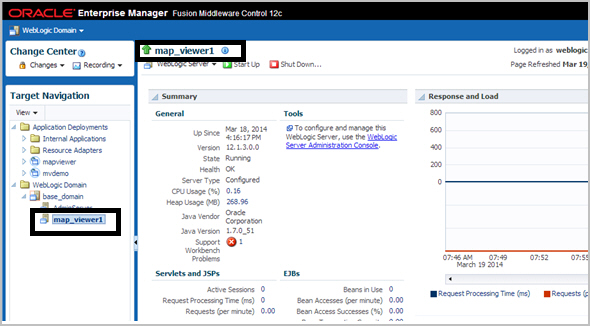 ORACLE Enterprise Manager Fusion Middleware Control 12c
WebLogic Domain
Change Center
Changes Recording
Target Navigation
View
Application Deployments
Internal Applications
Resource Adapters
mapviewer
mvdemo
WebLogic Domain
base_domain
AdminServer
map_viewer1
map_viewer1
Logged in as weblogic
WebLogic Server Start Up Shut Down...
Page Refreshed Mar 19,
Summary
General
Up Since Mar 18, 2014
4:16:17 PM
Version 12.1.3.0.0
State Running
Health OK
Server Type Configured
CPU Usage (%) 0.16
Heap Usage (MB) 268.96
Java Vendor Oracle
Corporation
Java Version 1.7.0_51
Support
Workbench
Problems
1
Tools
To configure and manage this
WebLogic Server, use the WebLogic
Server Administration Console.
Servlets and JSPs
Active Sessions 0
Request Processing Time (ms) 0
Requests (per minute) 0.00
EJBs
Beans in Use 0
Bean Accesses (per minute) 0.00
Bean Access Successes (%) 0.00
Response and Load
800
600
400
200
0
0
07:46 AM 07:49 07:52 07:55
March 19 2014
Request Processing Time (ms) Requests (per